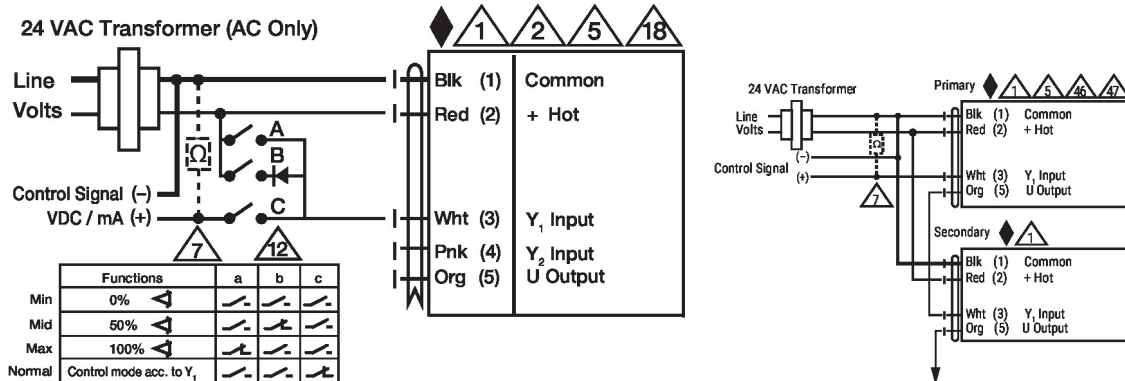 24 VAC Transformer (AC Only)
Line
Volts
Ω
A
B
C
Control Signal (−)
VDC / mA (+)
7
12
1
2
5
18
Blk (1) Common
Red (2) + Hot
Wht (3) Y1 Input
Pnk (4) Y2 Input
Org (5) U Output
Functions a b c
Min 0%
Mid 50%
Max 100%
Normal Control mode acc. to Y1
24 VAC Transformer
Line
Volts
Ω
Control Signal (−)
(+)
7
Primary 1 5 46 47
Blk (1) Common
Red (2) + Hot
Wht (3) Y1 Input
Org (5) U Output
Secondary 1
Blk (1) Common
Red (2) + Hot
Wht (3) Y1 Input
Org (5) U Output